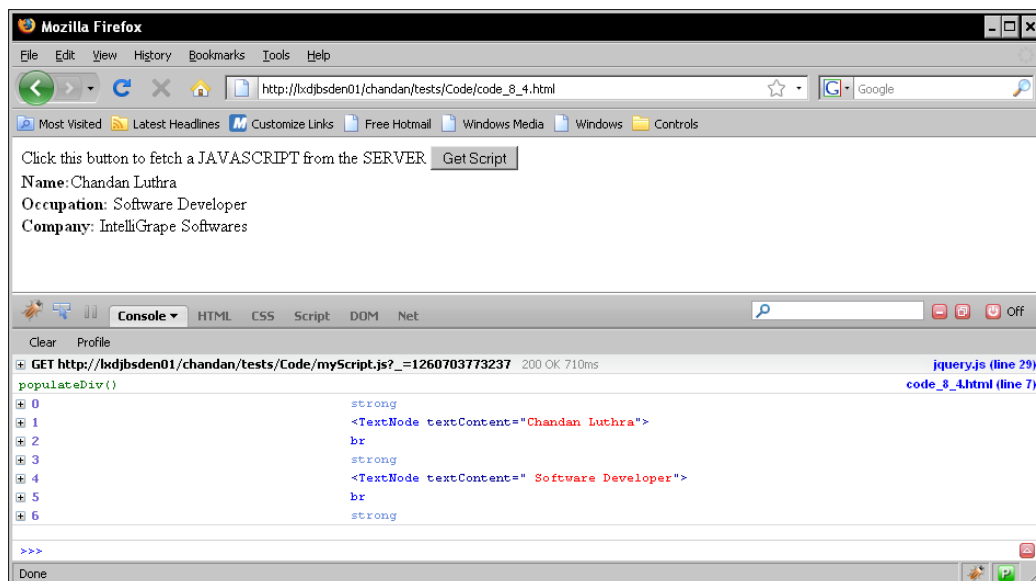 Mozilla Firefox
File Edit View History Bookmarks Tools Help
http://lxdjbsden01/chandan/tests/Code/code_8_4.html
G Google
Most Visited Latest Headlines Customize Links Free Hotmail Windows Media Windows Controls
Click this button to fetch a JAVASCRIPT from the SERVER Get Script
Name:Chandan Luthra
Occupation: Software Developer
Company: IntelliGrape Softwares
Console HTML CSS Script DOM Net Off
Clear Profile
GET http://lxdjbsden01/chandan/tests/Code/myScript.js?_=1260703773237 200 OK 710ms jquery.js (line 29)
populateDiv() code_8_4.html (line 7)
0 strong
1 <TextNode textContent="Chandan Luthra">
2 br
3 strong
4 <TextNode textContent=" Software Developer">
5 br
6 strong
>>>
Done